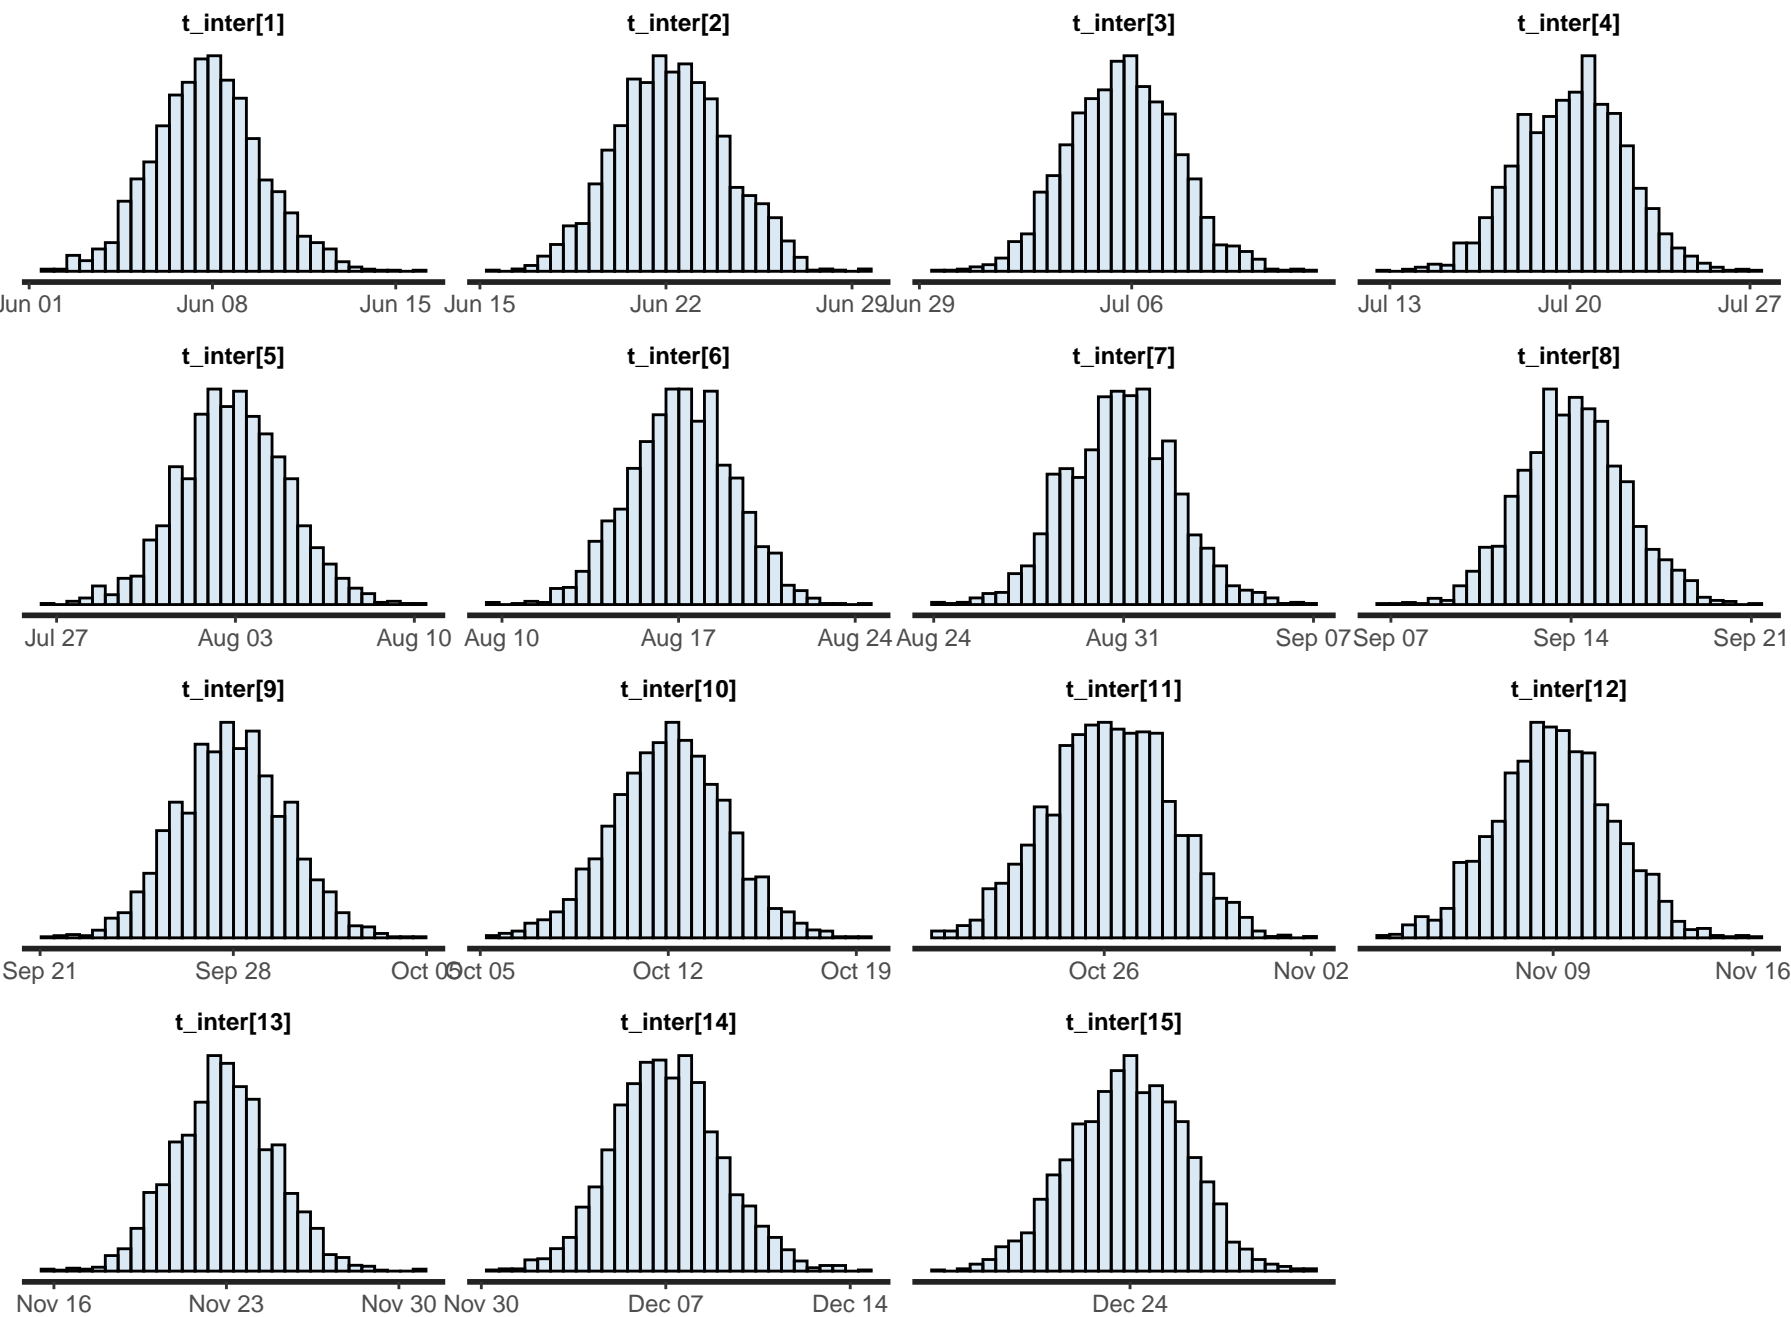 t_inter[1] t_inter[2] t_inter[3] t_inter[4]
Jun 01 Jun 08 Jun 15 Jun 15 Jun 22 Jun 29 Jun 29 Jul 06 Jul 13 Jul 20 Jul 27
t_inter[5] t_inter[6] t_inter[7] t_inter[8]
Jul 27 Aug 03 Aug 10 Aug 10 Aug 17 Aug 24 Aug 24 Aug 31 Sep 07 Sep 07 Sep 14 Sep 21
t_inter[9] t_inter[10] t_inter[11] t_inter[12]
Sep 21 Sep 28 Oct 05 Oct 05 Oct 12 Oct 19 Oct 26 Nov 02 Nov 09 Nov 16
t_inter[13] t_inter[14] t_inter[15]
Nov 16 Nov 23 Nov 30 Nov 30 Dec 07 Dec 14 Dec 24